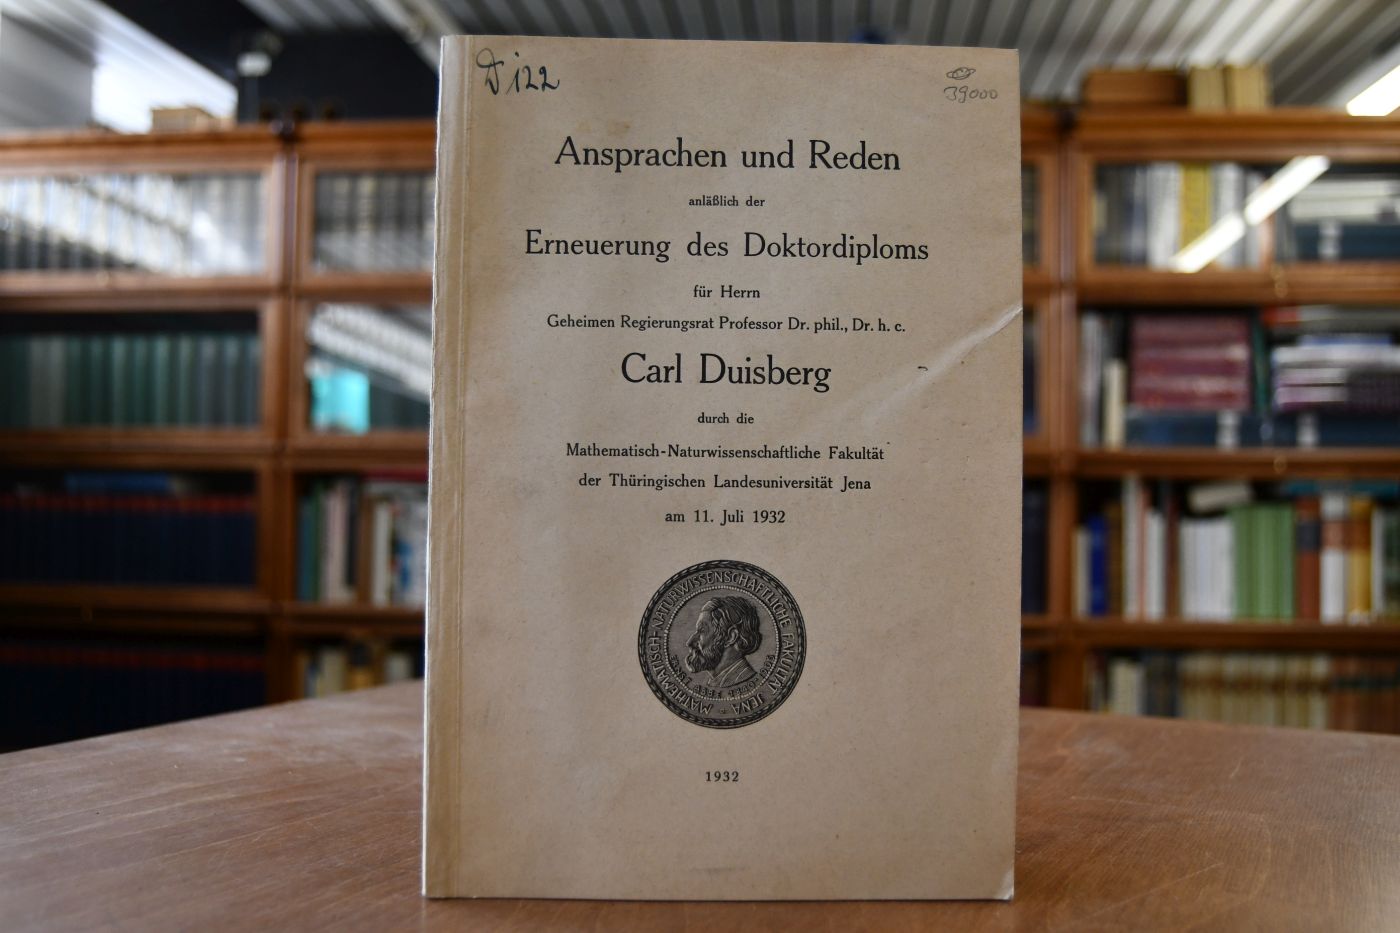 D i 22
39000
Ansprachen und Reden
anläßlich der
Erneuerung des Doktordiploms
für Herrn
Geheimen Regierungsrat Professor Dr. phil., Dr. h. c.
Carl Duisberg
durch die
Mathematisch-Naturwissenschaftliche Fakultät
der Thüringischen Landesuniversität Jena
am 11. Juli 1932
MATHEMATISCH-NATURWISSENSCHAFTLICHE FAKULTÄT JENA
1932